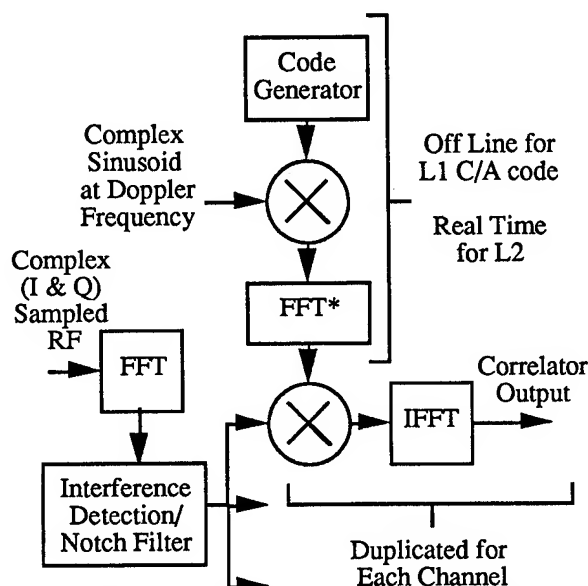 Code
Generator
Complex
Sinusoid
at Doppler
Frequency
Off Line for
L1 C/A code
Real Time
for L2
Complex
(I & Q)
Sampled
RF
FFT*
FFT
Correlator
Output
IFFT
Interference
Detection/
Notch Filter
Duplicated for
Each Channel